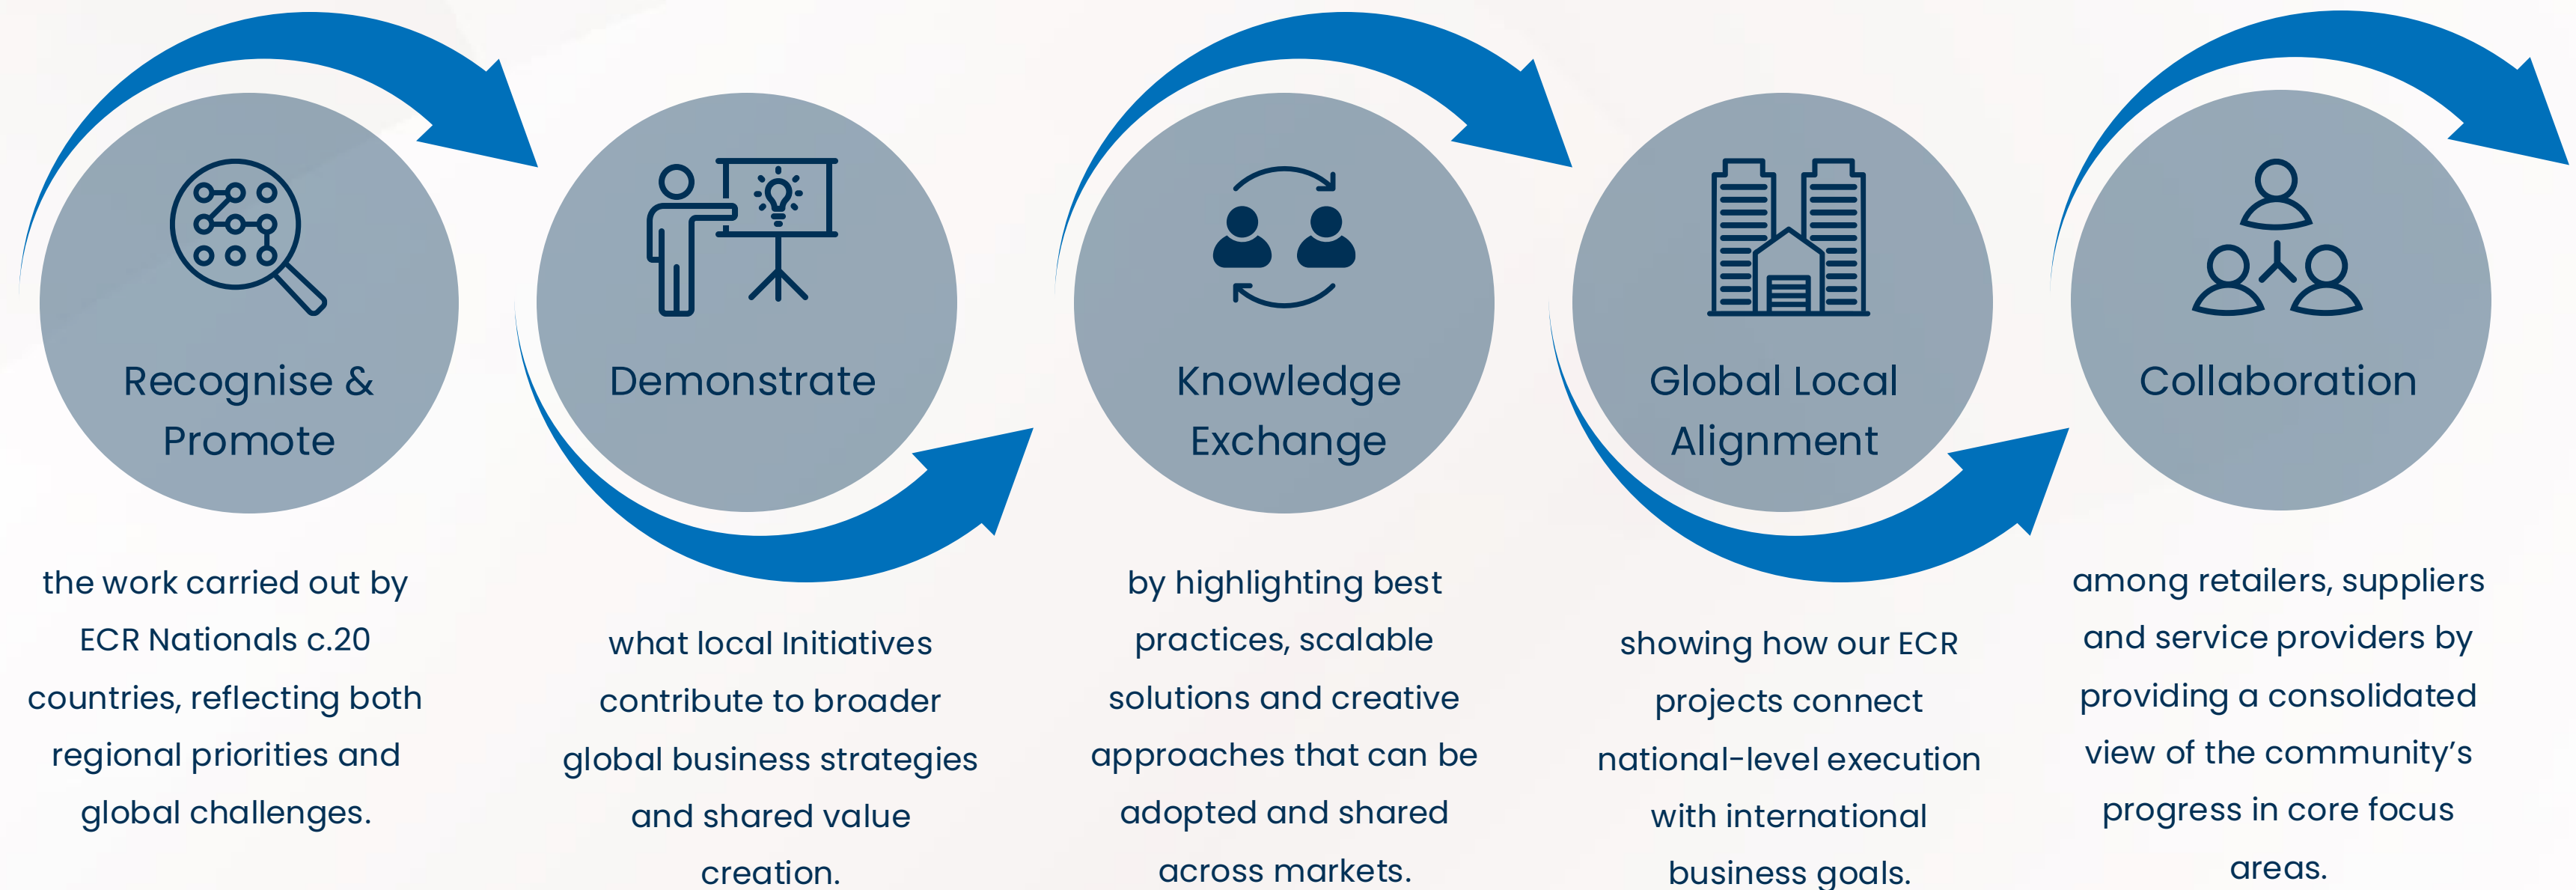 Recognise &
Promote
the work carried out by
ECR Nationals c.20
countries, reflecting both
regional priorities and
global challenges.
Demonstrate
what local Initiatives
contribute to broader
global business strategies
and shared value
creation.
Knowledge
Exchange
by highlighting best
practices, scalable
solutions and creative
approaches that can be
adopted and shared
across markets.
Global Local
Alignment
showing how our ECR
projects connect
national-level execution
with international
business goals.
Collaboration
among retailers, suppliers
and service providers by
providing a consolidated
view of the community’s
progress in core focus
areas.